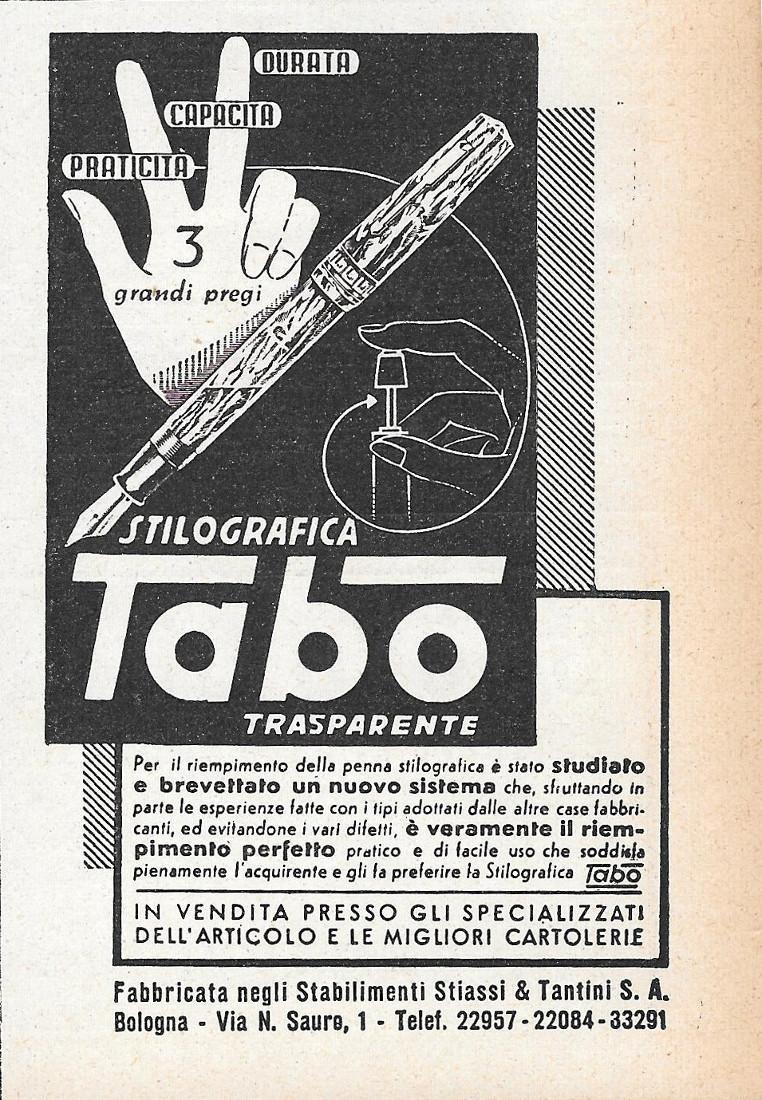 DURATA
CAPACITA
PRATICITÀ
3
grandi pregi
STILOGRAFICA
Tabo
TRASPARENTE
Per il riempimento della penna stilografica è stato studiato
e brevettato un nuovo sistema che, sfruttando in
parte le esperienze fatte con i tipi adottati dalle altre case fabbri-
canti, ed evitandone i vari difetti, è veramente il riem-
pimento perfetto pratico e di facile uso che soddisfa
pienamente l'acquirente e gli fa preferire la Stilografica Tabo
IN VENDITA PRESSO GLI SPECIALIZZATI
DELL'ARTICOLO E LE MIGLIORI CARTOLERIE
Fabbricata negli Stabilimenti Stiassi & Tantini S. A.
Bologna - Via N. Sauro, 1 - Telef. 22957 - 22084 - 33291